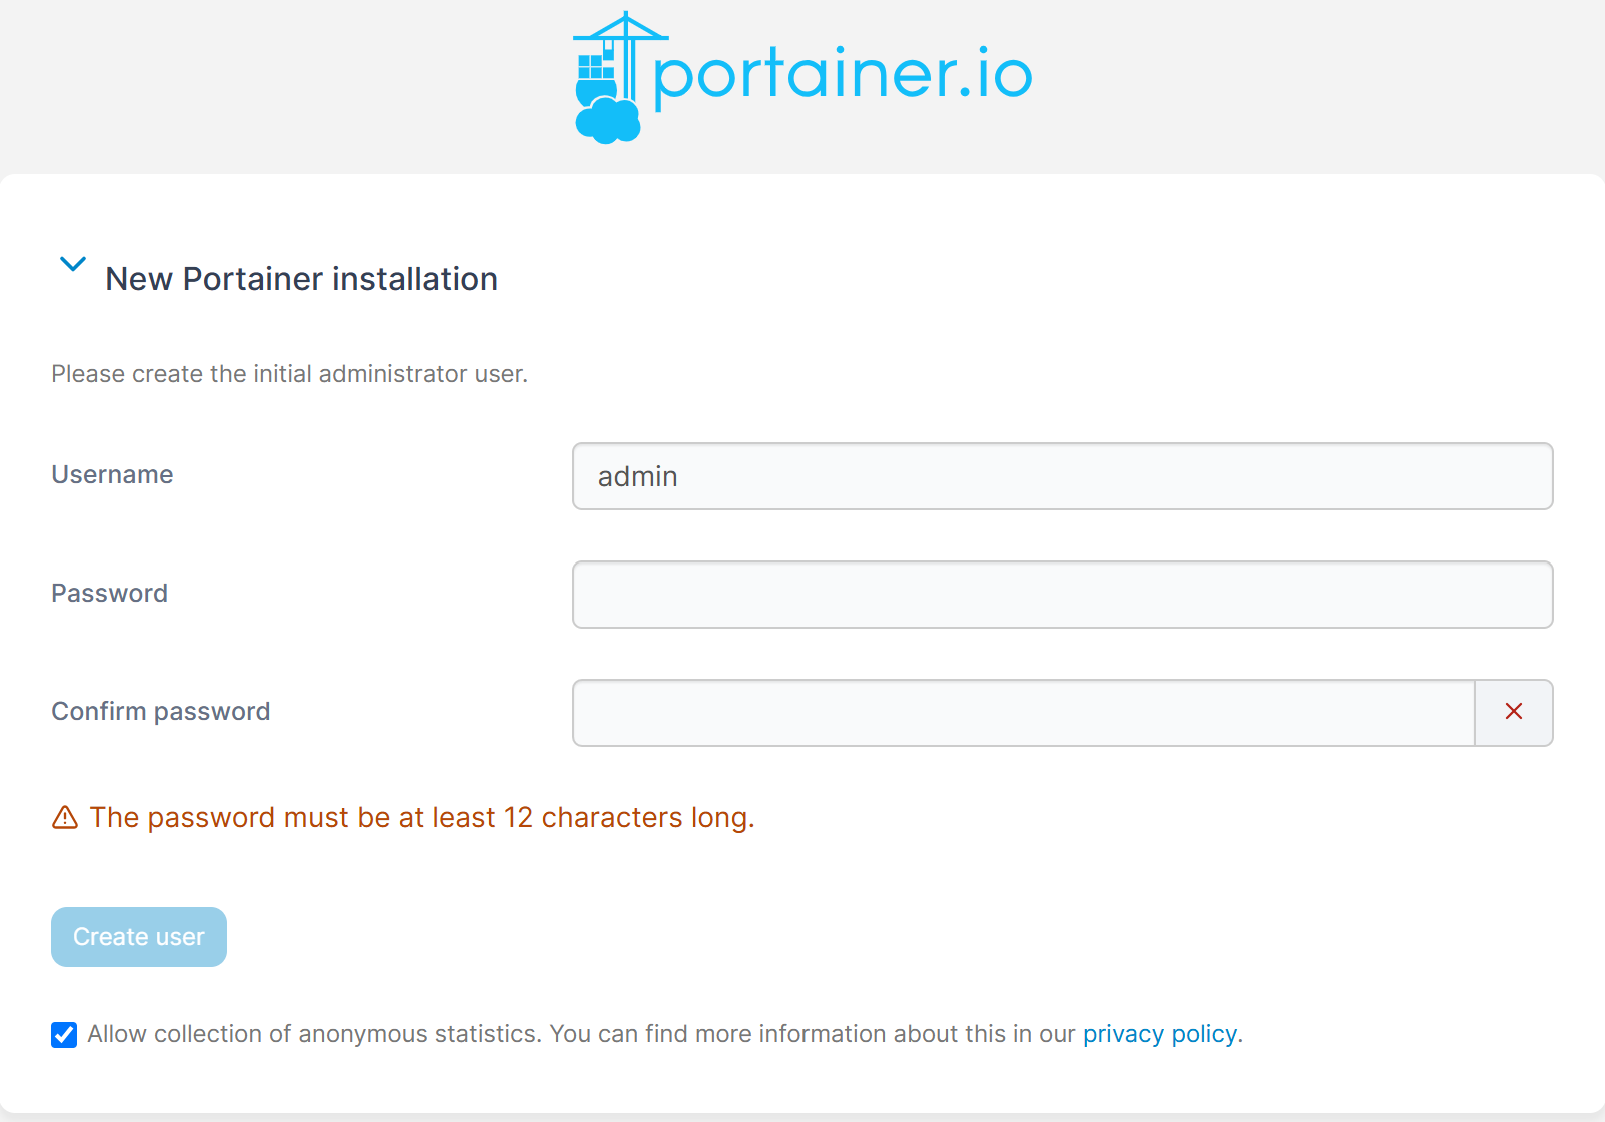 portainer.io
New Portainer installation
Please create the initial administrator user.
Username
admin
Password
Confirm password
The password must be at least 12 characters long.
Create user
Allow collection of anonymous statistics. You can find more information about this in our privacy policy.